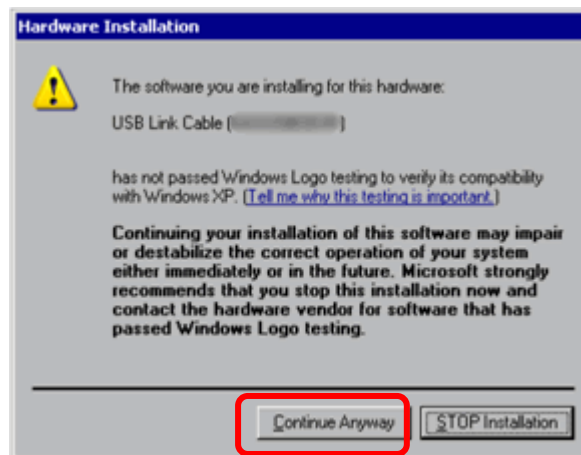 Hardware Installation
The software you are installing for this hardware:
USB Link Cable ( )
has not passed Windows Logo testing to verify its compatibility
with Windows XP. (Tell me why this testing is important.)
Continuing your installation of this software may impair
or destabilize the correct operation of your system
either immediately or in the future. Microsoft strongly
recommends that you stop this installation now and
contact the hardware vendor for software that has
passed Windows Logo testing.
Continue Anyway STOP Installation